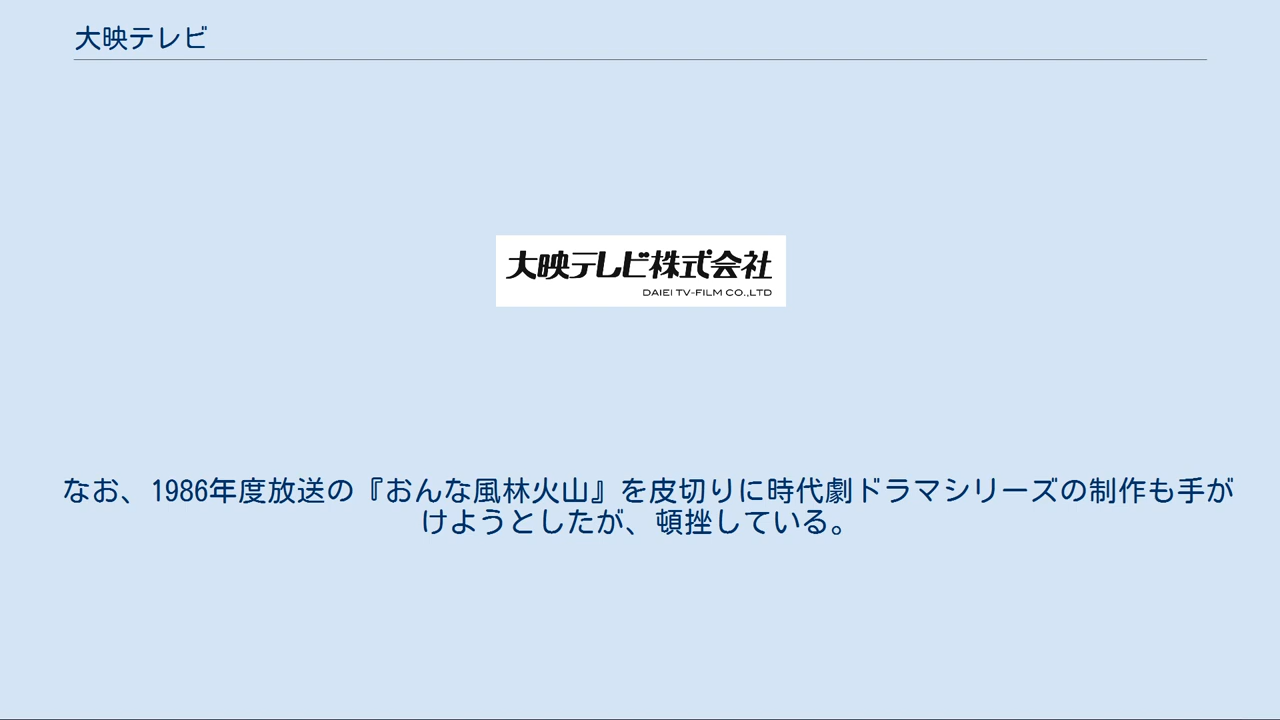 大映テレビ
大映テレビ株式会社
DAIEI TV-FILM CO.,LTD
なお、1986年度放送の『おんな風林火山』を皮切りに時代劇ドラマシリーズの制作も手が
けようとしたが、頓挫している。